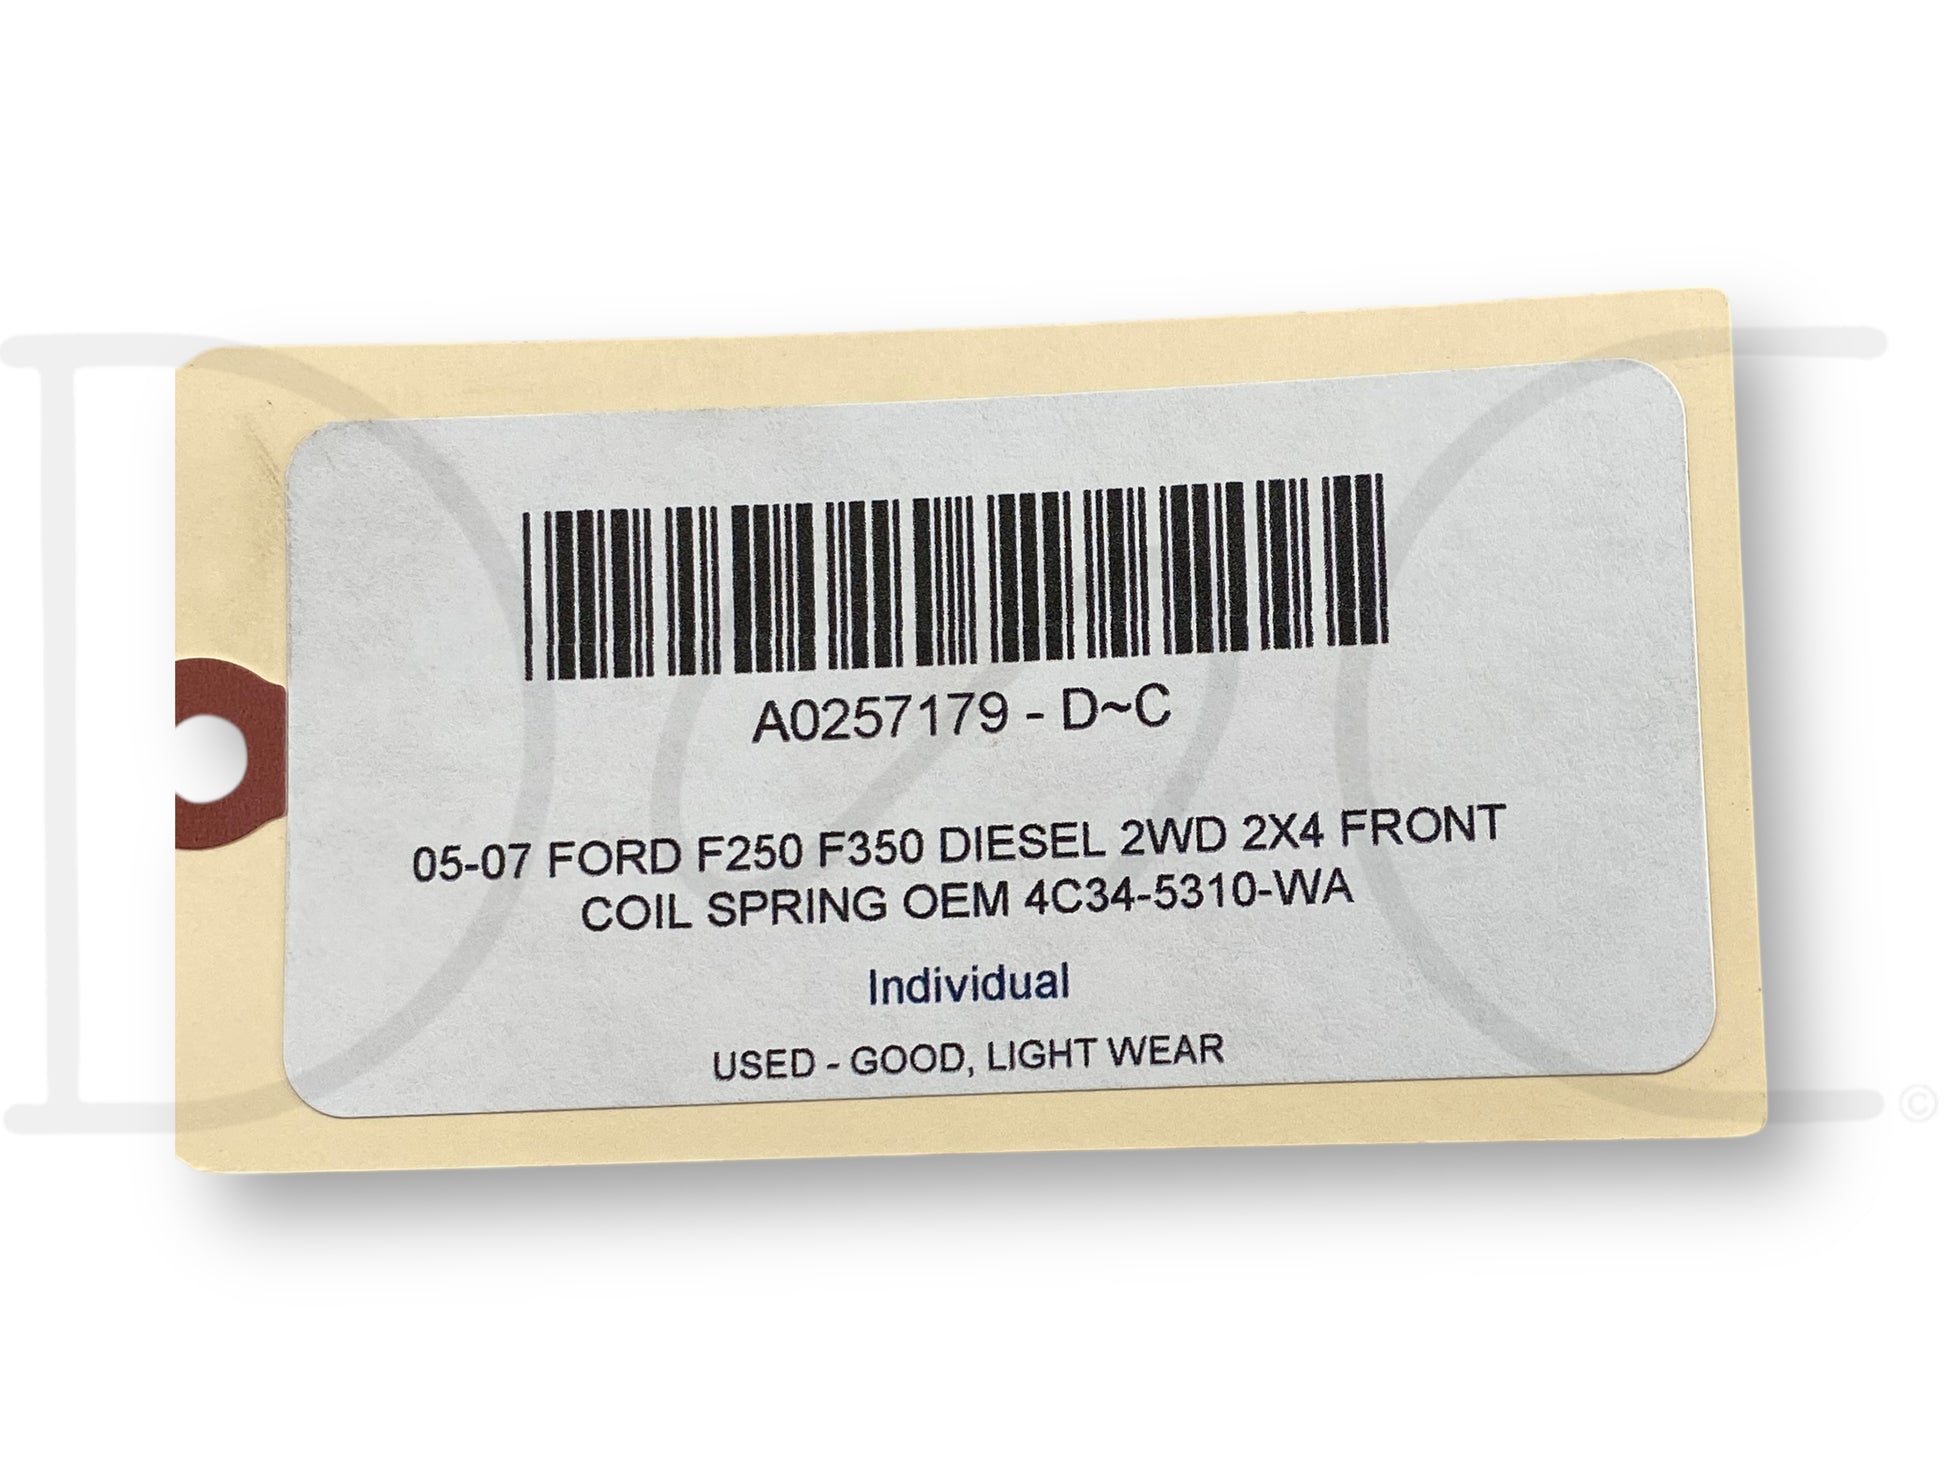 A0257179 - D~C
05-07 FORD F250 F350 DIESEL 2WD 2X4 FRONT
COIL SPRING OEM 4C34-5310-WA
Individual
USED - GOOD, LIGHT WEAR
D C ©